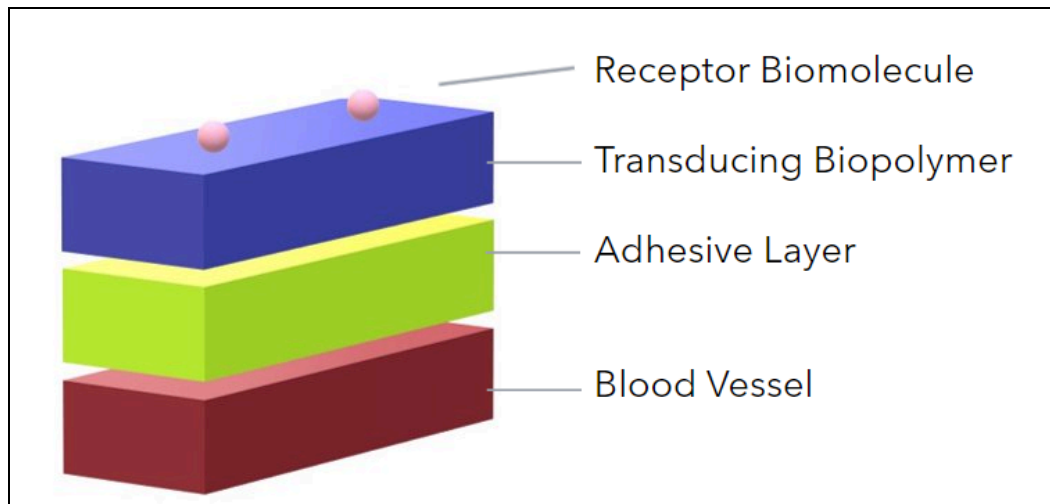 Receptor Biomolecule
Transducing Biopolymer
Adhesive Layer
Blood Vessel